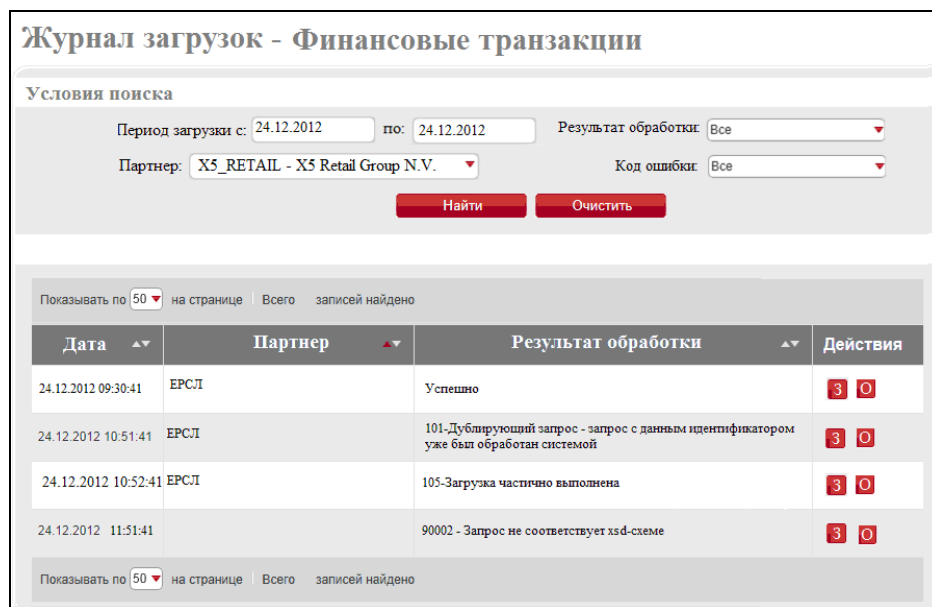 Журнал загрузок - Финансовые транзакции
Условия поиска
Период загрузки с: 24.12.2012 по: 24.12.2012 Результат обработки: Все
Партнер: X5_RETAIL - X5 Retail Group N.V. Код ошибки: Все
Найти Очистить
Показывать по 50 на странице Всего записей найдено
Дата Партнер Результат обработки Действия
24.12.2012 09:30:41 ЕРСЛ Успешно З О
24.12.2012 10:51:41 ЕРСЛ 101-Дублирующий запрос - запрос с данным идентификатором
уже был обработан системой З О
24.12.2012 10:52:41 ЕРСЛ 105-Загрузка частично выполнена З О
24.12.2012 11:51:41 90002 - Запрос не соответствует xsd-схеме З О
Показывать по 50 на странице Всего записей найдено